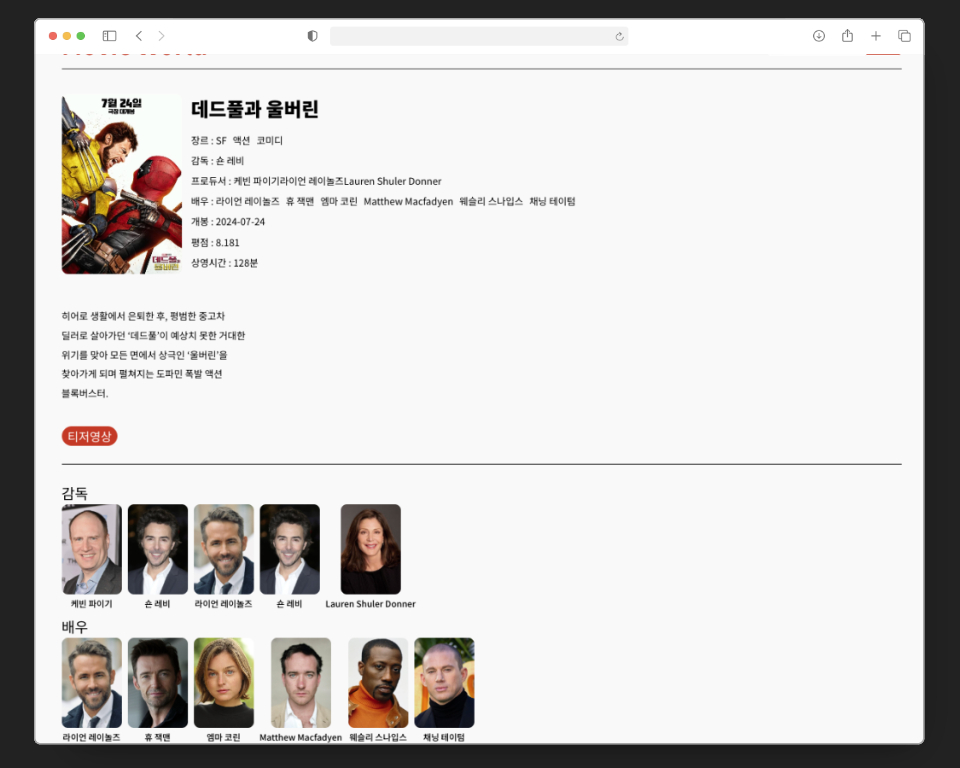 7월 24일
극장 대개봉
데드풀과 울버린
장르 : SF 액션 코미디
감독 : 숀 레비
프로듀서 : 케빈 파이기라이언 레이놀즈Lauren Shuler Donner
배우 : 라이언 레이놀즈 휴 잭맨 엠마 코린 Matthew Macfadyen 웨슬리 스나입스 채닝 테이텀
개봉 : 2024-07-24
평점 : 8.181
상영시간 : 128분
데드풀과
울버린
히어로 생활에서 은퇴한 후, 평범한 중고차
딜러로 살아가던 ‘데드풀’이 예상치 못한 거대한
위기를 맞아 모든 면에서 상극인 ‘울버린’을
찾아가게 되며 펼쳐지는 도파민 폭발 액션
블록버스터.
티저영상
감독
케빈 파이기 숀 레비 라이언 레이놀즈 숀 레비 Lauren Shuler Donner
배우
라이언 레이놀즈 휴 잭맨 엠마 코린 Matthew Macfadyen 웨슬리 스나입스 채닝 테이텀